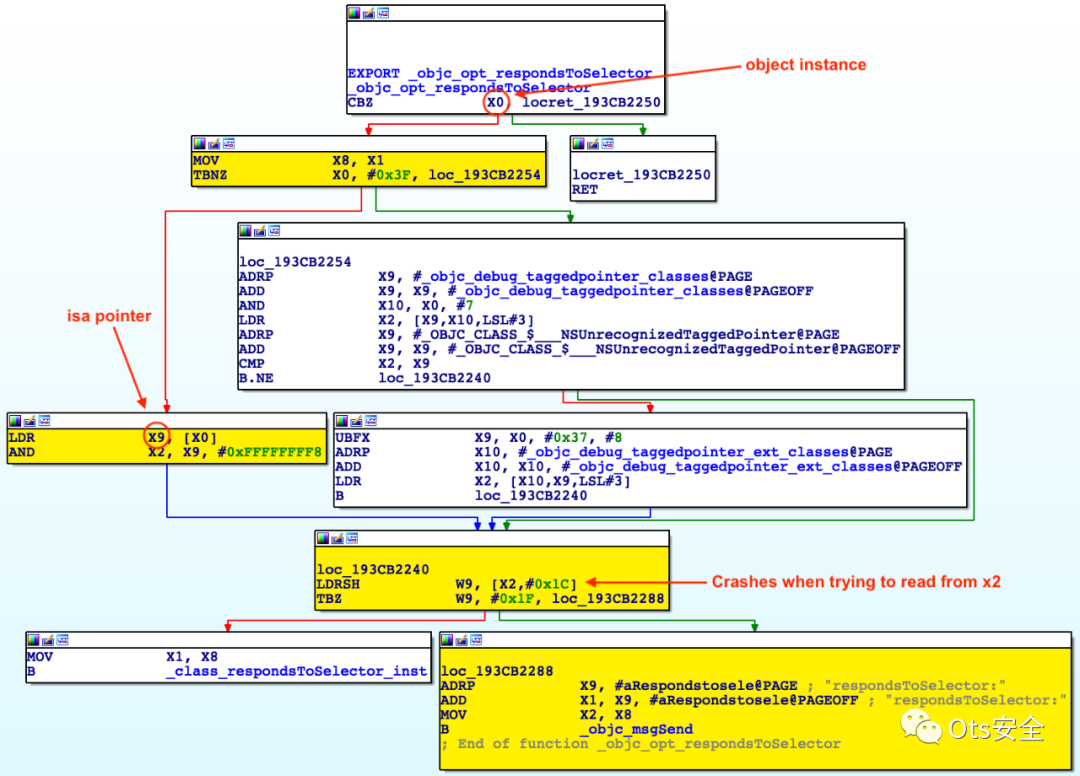 EXPORT _objc_opt_respondsToSelector
_objc_opt_respondsToSelector
CBZ X0, locret_193CB2250
object instance
MOV X8, X1
TBNZ X0, #0x3F, loc_193CB2254
locret_193CB2250
RET
loc_193CB2254
ADRP X9, #_objc_debug_taggedpointer_classes@PAGE
ADD X9, X9, #_objc_debug_taggedpointer_classes@PAGEOFF
AND X10, X0, #7
LDR X2, [X9,X10,LSL#3]
ADRP X9, #_OBJC_CLASS_$___NSUnrecognizedTaggedPointer@PAGE
ADD X9, X9, #_OBJC_CLASS_$___NSUnrecognizedTaggedPointer@PAGEOFF
CMP X2, X9
B.NE loc_193CB2240
isa pointer
LDR X9, [X0]
AND X2, X9, #0xFFFFFFFF8
UBFX X9, X0, #0x37, #8
ADRP X10, #_objc_debug_taggedpointer_ext_classes@PAGE
ADD X10, X10, #_objc_debug_taggedpointer_ext_classes@PAGEOFF
LDR X2, [X10,X9,LSL#3]
B loc_193CB2240
loc_193CB2240
LDRSH W9, [X2,#0x1C]
TBZ W9, #0x1F, loc_193CB2288
Crashes when trying to read from x2
MOV X1, X8
B _class_respondsToSelector_inst
loc_193CB2288
ADRP X9, #aRespondstosele@PAGE ; "respondsToSelector:"
ADD X1, X9, #aRespondstosele@PAGEOFF ; "respondsToSelector:"
MOV X2, X8
B _objc_msgSend
; End of function _objc_opt_respondsToSelector
Ots安全